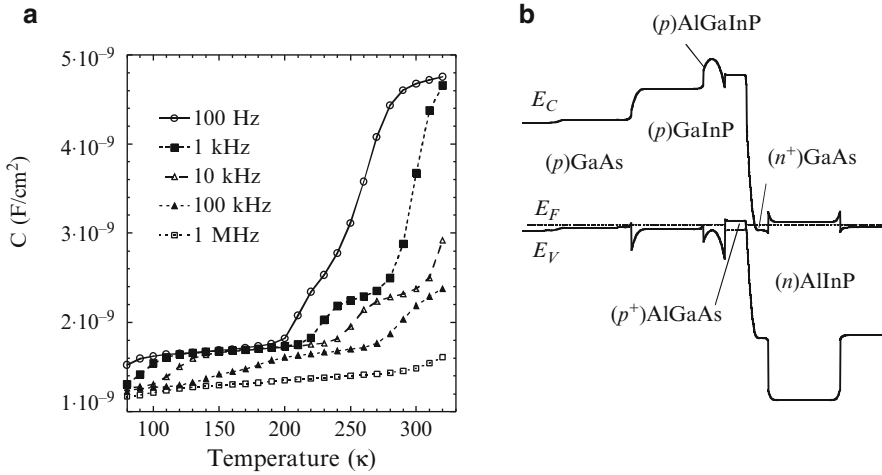 a
5·10⁻⁹
4·10⁻⁹
3·10⁻⁹
2·10⁻⁹
1·10⁻⁹
C (F/cm²)
100 Hz
1 kHz
10 kHz
100 kHz
1 MHz
100 150 200 250 300
Temperature (κ)
b
(p)AlGaInP
E_C
(p)GaInP
(p)GaAs
(n⁺)GaAs
E_F
E_V
(n)AlInP
(p⁺)AlGaAs